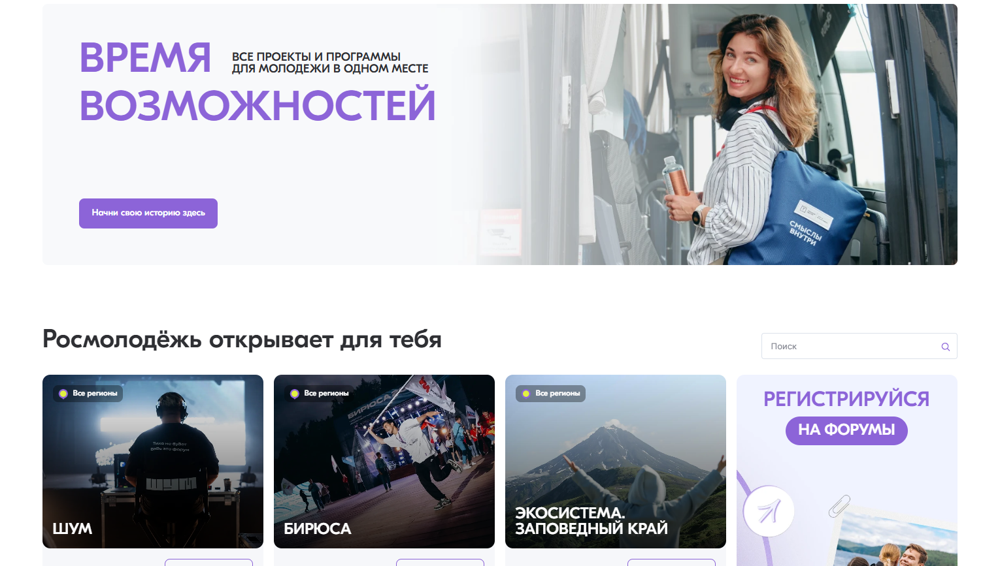 ВРЕМЯ
ВСЕ ПРОЕКТЫ И ПРОГРАММЫ
ДЛЯ МОЛОДЕЖИ В ОДНОМ МЕСТЕ
ВОЗМОЖНОСТЕЙ
Начни свою историю здесь
СМЫСЛЫ
ВНУТРИ
Росмолодёжь открывает для тебя
Поиск
Все регионы
Тихо не будет
ведь это форум
ШУМ
ШУМ
Все регионы
БИРЮСА
БИРЮСА
Все регионы
ЭКОСИСТЕМА.
ЗАПОВЕДНЫЙ КРАЙ
РЕГИСТРИРУЙСЯ
НА ФОРУМЫ